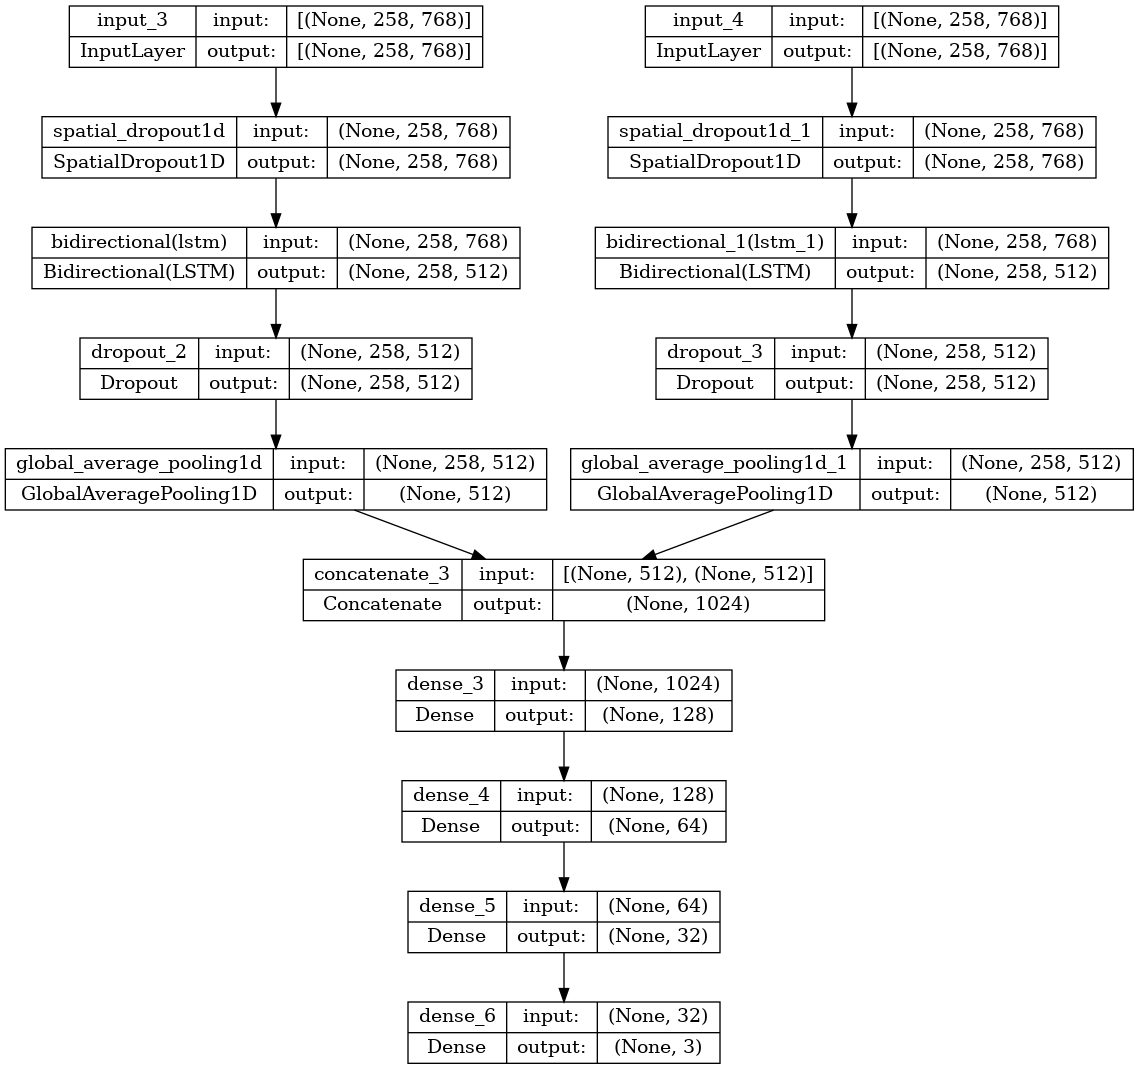 input_3 input: [(None, 258, 768)]
InputLayer output: [(None, 258, 768)]
input_4 input: [(None, 258, 768)]
InputLayer output: [(None, 258, 768)]
spatial_dropout1d input: (None, 258, 768)
SpatialDropout1D output: (None, 258, 768)
spatial_dropout1d_1 input: (None, 258, 768)
SpatialDropout1D output: (None, 258, 768)
bidirectional(lstm) input: (None, 258, 768)
Bidirectional(LSTM) output: (None, 258, 512)
bidirectional_1(lstm_1) input: (None, 258, 768)
Bidirectional(LSTM) output: (None, 258, 512)
dropout_2 input: (None, 258, 512)
Dropout output: (None, 258, 512)
dropout_3 input: (None, 258, 512)
Dropout output: (None, 258, 512)
global_average_pooling1d input: (None, 258, 512)
GlobalAveragePooling1D output: (None, 512)
global_average_pooling1d_1 input: (None, 258, 512)
GlobalAveragePooling1D output: (None, 512)
concatenate_3 input: [(None, 512), (None, 512)]
Concatenate output: (None, 1024)
dense_3 input: (None, 1024)
Dense output: (None, 128)
dense_4 input: (None, 128)
Dense output: (None, 64)
dense_5 input: (None, 64)
Dense output: (None, 32)
dense_6 input: (None, 32)
Dense output: (None, 3)